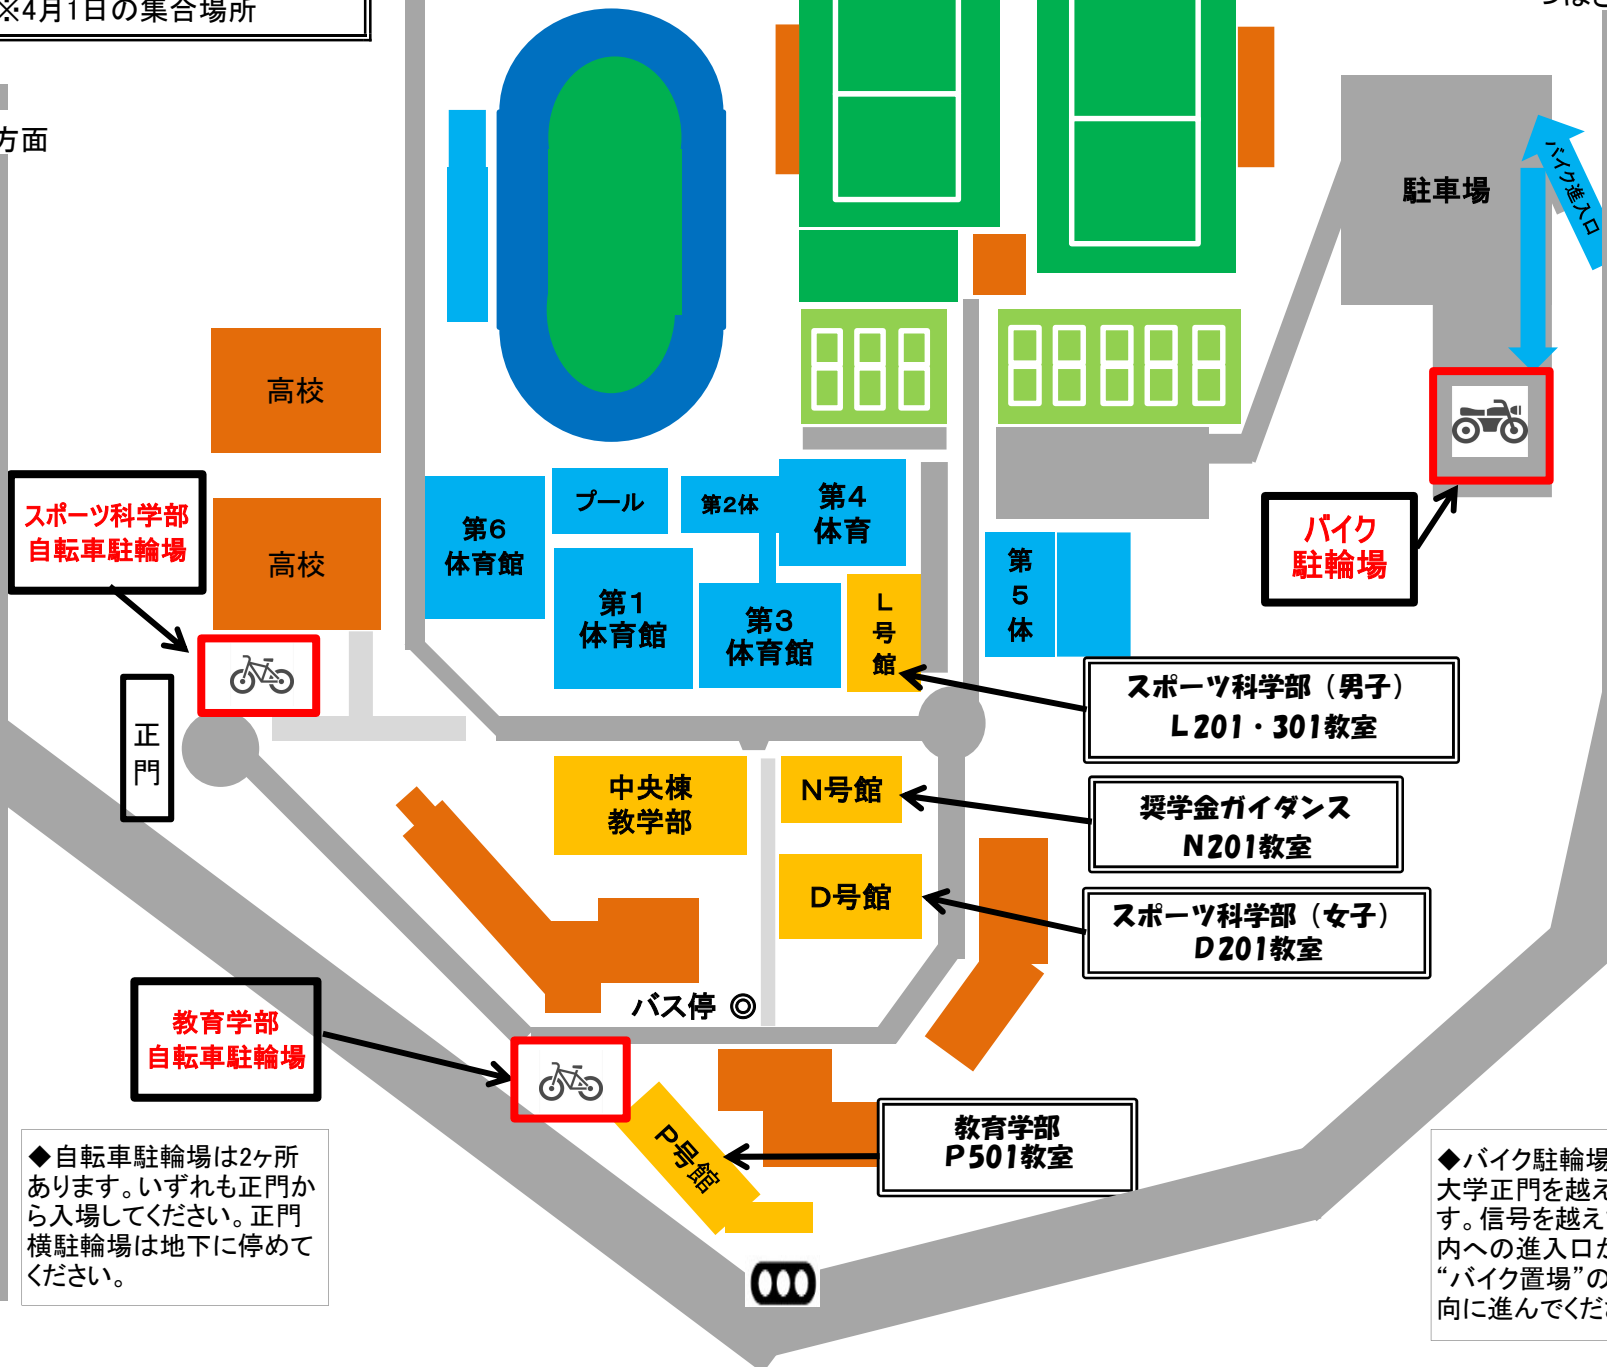 ※4月1日の集合場所
方面
駐車場
バイク進入口
高校
スポーツ科学部
自転車駐輪場
高校
第6
体育館
プール
第2体
第4
体育
第1
体育館
第3
体育館
L
号
館
第
5
体
バイク
駐輪場
正
門
スポーツ科学部（男子）
L201・301教室
中央棟
教学部
N号館
奨学金ガイダンス
N201教室
D号館
スポーツ科学部（女子）
D201教室
バス停 ◎
教育学部
自転車駐輪場
P号館
教育学部
P501教室
◆自転車駐輪場は2ヶ所
あります。いずれも正門か
ら入場してください。正門
横駐輪場は地下に停めて
ください。
◆バイク駐輪場
大学正門を越え
す。信号を越え
内への進入口が
“バイク置場”の
向に進んでくだ